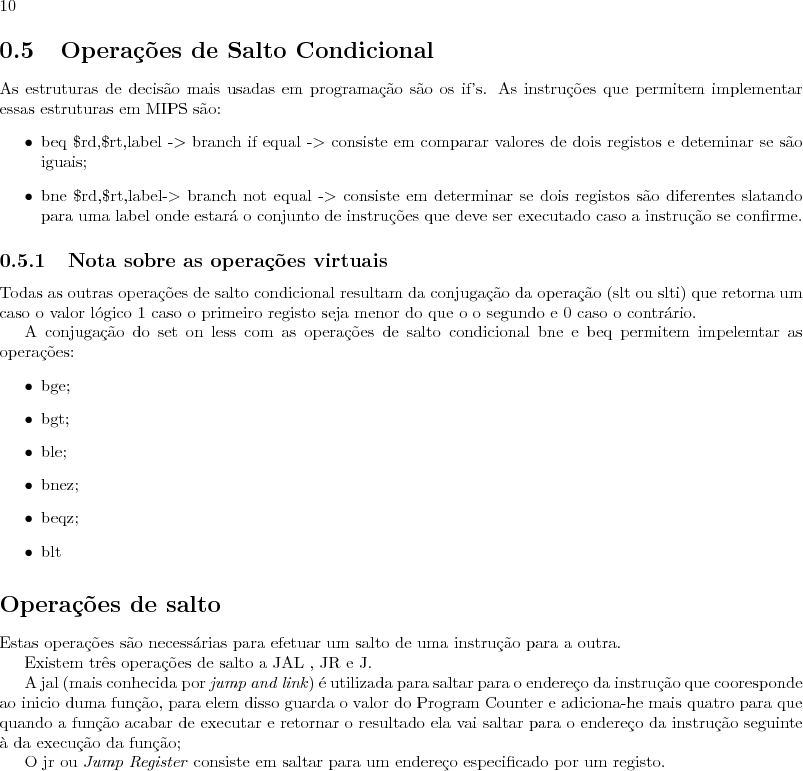 10
0.5 Operações de Salto Condicional
As estruturas de decisão mais usadas em programação são os if's. As instruções que permitem implementar
essas estruturas em MIPS são:
• beq $rd,$rt,label -> branch if equal -> consiste em comparar valores de dois registos e deteminar se são
iguais;
• bne $rd,$rt,label-> branch not equal -> consiste em determinar se dois registos são diferentes slatando
para uma label onde estará o conjunto de instruções que deve ser executado caso a instrução se confirme.
0.5.1 Nota sobre as operações virtuais
Todas as outras operações de salto condicional resultam da conjugação da operação (slt ou slti) que retorna um
caso o valor lógico 1 caso o primeiro registo seja menor do que o o segundo e 0 caso o contrário.
A conjugação do set on less com as operações de salto condicional bne e beq permitem impelemtar as
operações:
• bge;
• bgt;
• ble;
• bnez;
• beqz;
• blt
Operações de salto
Estas operações são necessárias para efetuar um salto de uma instrução para a outra.
Existem três operações de salto a JAL , JR e J.
A jal (mais conhecida por jump and link) é utilizada para saltar para o endereço da instrução que cooresponde
ao inicio duma função, para elem disso guarda o valor do Program Counter e adiciona-he mais quatro para que
quando a função acabar de executar e retornar o resultado ela vai saltar para o endereço da instrução seguinte
à da execução da função;
O jr ou Jump Register consiste em saltar para um endereço especificado por um registo.